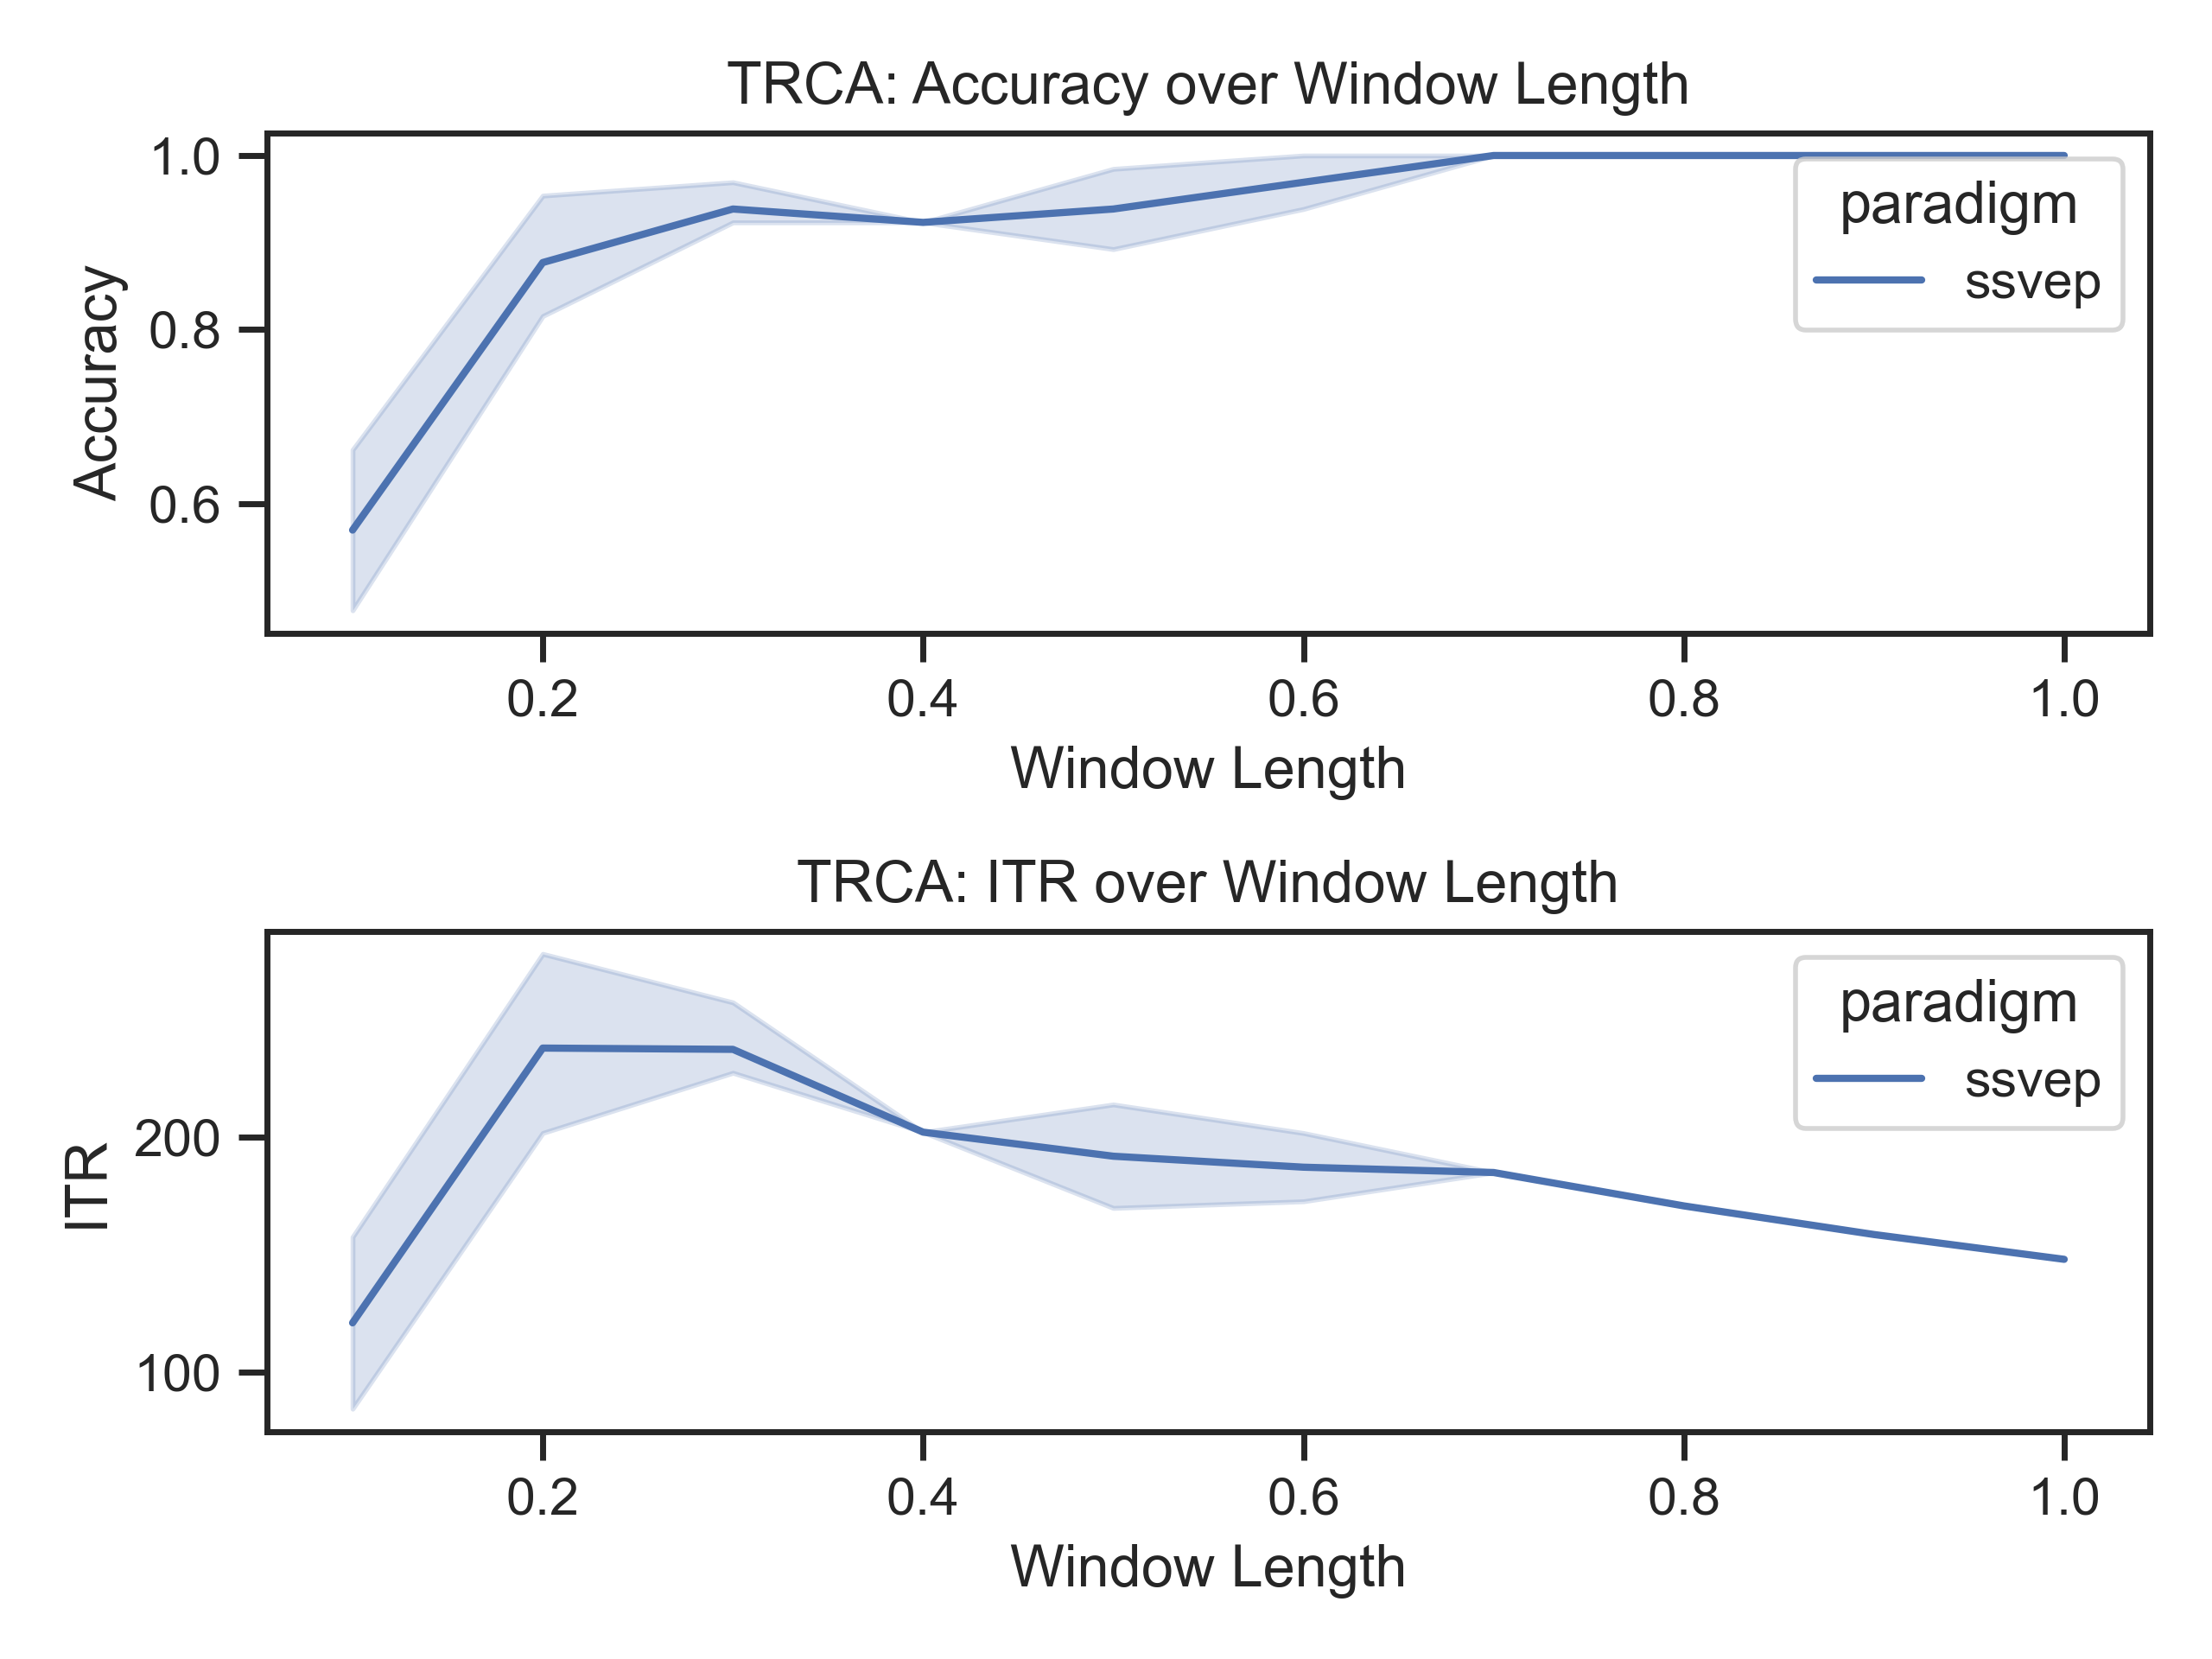 TRCA: Accuracy over Window Length
1.0
0.8
0.6
Accuracy
paradigm
ssvep
0.2 0.4 0.6 0.8 1.0
Window Length
TRCA: ITR over Window Length
200
100
ITR
paradigm
ssvep
0.2 0.4 0.6 0.8 1.0
Window Length